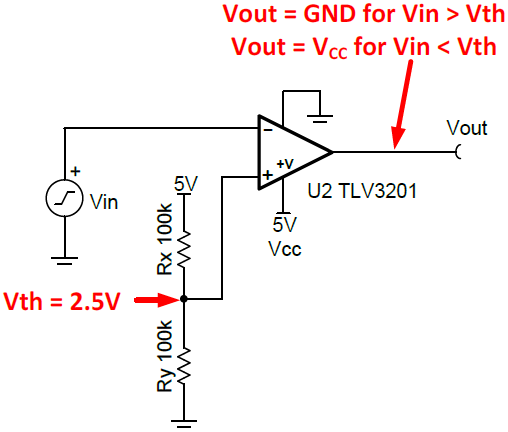 Vout = GND for Vin > Vth
Vout = VCC for Vin < Vth
Vout
−
+
+V
U2 TLV3201
5V
Vcc
+
Vin
5V
Rx 100k
Vth = 2.5V
Ry 100k